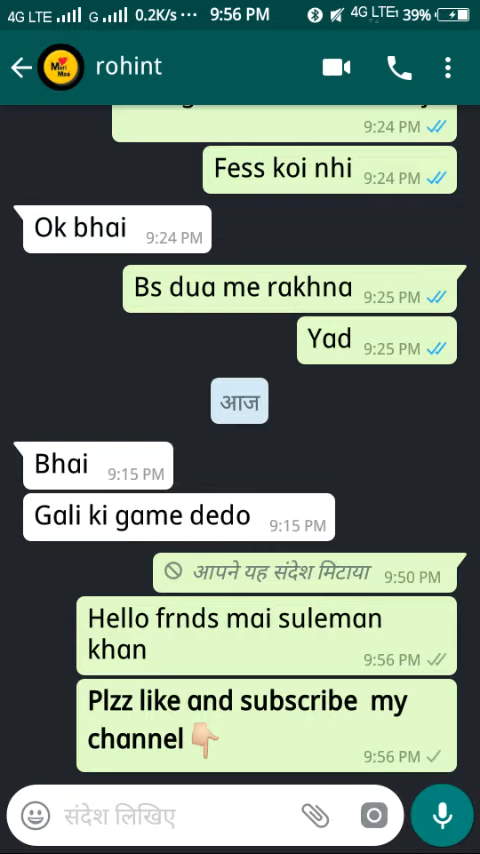 4G LTE G 0.2K/s ... 9:56 PM 4G LTE 39%
rohint
9:24 PM
Fess koi nhi 9:24 PM
Ok bhai 9:24 PM
Bs dua me rakhna 9:25 PM
Yad 9:25 PM
आज
Bhai 9:15 PM
Gali ki game dedo 9:15 PM
आपने यह संदेश मिटाया 9:50 PM
Hello frnds mai suleman
khan 9:56 PM
Plzz like and subscribe my
channel 👇🏻 9:56 PM
संदेश लिखिए